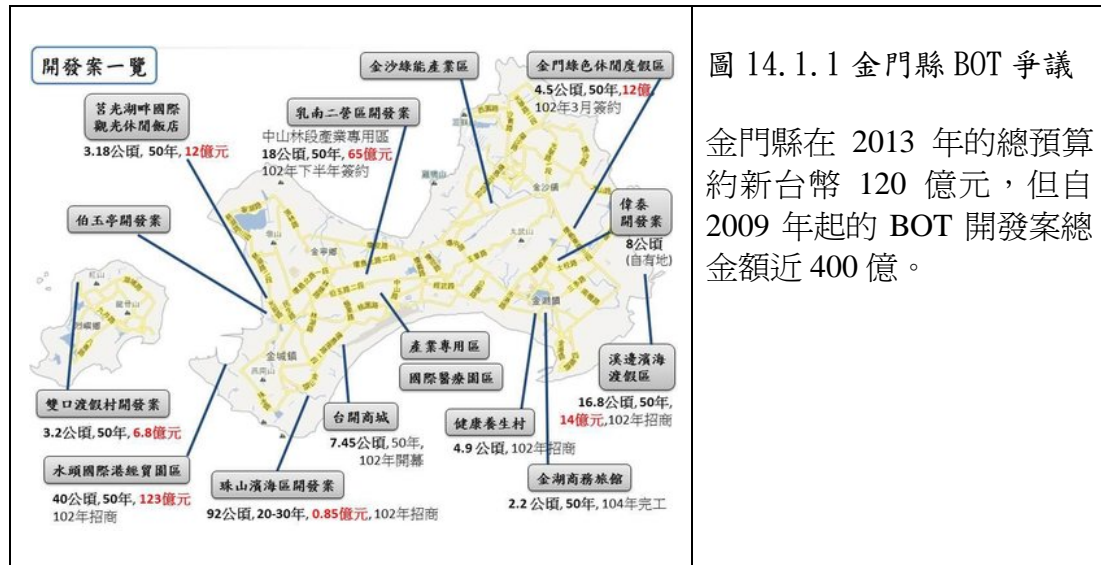 開發案一覽
金沙綠能產業區
金門綠色休閒度假區
4.5公頃, 50年,12億,
102年3月簽約
莒光湖畔國際
觀光休閒飯店
3.18公頃, 50年, 12億元
乳南二營區開發案
中山林段產業專用區
18公頃,50年, 65億元
102年下半年簽約
伯玉亭開發案
偉泰
開發案
8公頃
(自有地)
金沙鎮
太武山
金寧鄉
金湖鎮
金城鎮
產業專用區
國際醫療園區
溪邊濱海
渡假區
16.8公頃, 50年,
14億元,102年招商
雙口渡假村開發案
3.2公頃, 50年, 6.8億元
台開商城
7.45公頃, 50年,
102年開幕
健康養生村
4.9 公頃, 102年招商
水頭國際港經貿園區
40公頃, 50年, 123億元
102年招商
珠山濱海區開發案
92公頃, 20-30年, 0.85億元, 102年招商
金湖商務旅館
2.2 公頃, 50年, 104年完工
圖 14.1.1 金門縣 BOT 爭議
金門縣在 2013 年的總預算
約新台幣 120 億元，但自
2009 年起的 BOT 開發案總
金額近 400 億。